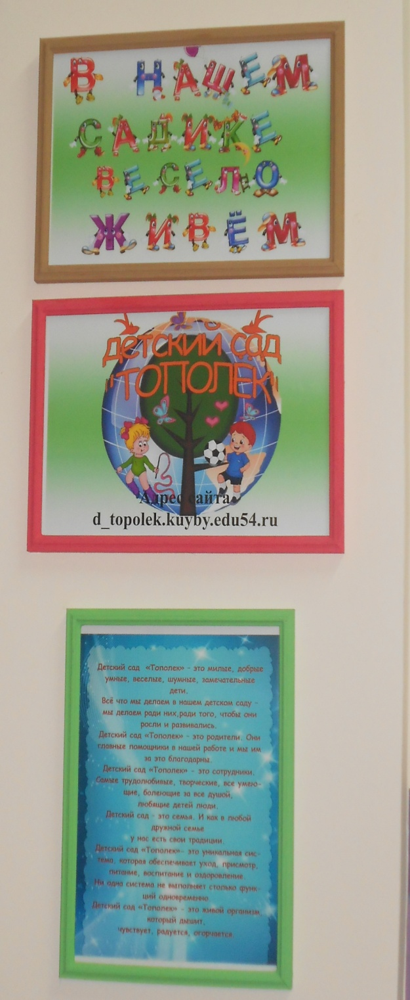 В НАШЕМ
САДИКЕ
ВЕСЕЛО
ЖИВЁМ
детский сад
"ТОПОЛЕК"
Адрес сайта
d_topolek.kuyby.edu54.ru
Детский сад «Тополек» - это милые, добрые
умные, веселые, шумные, замечательные
дети.
Всё что мы делаем в нашем детском саду -
мы делаем ради них,ради того, чтобы они
росли и развивались.
Детский сад «Тополек» - это родители. Они
главные помощники в нашей работе и мы им
за это благодарны.
Детский сад «Тополек» - это сотрудники.
Самые трудолюбивые, творческие, все умею-
щие, болеющие за все душой,
любящие детей люди.
Детский сад - это семья. И как в любой
дружной семье
у нас есть свои традиции.
Детский сад «Тополек»- это уникальная сис-
тема, которая обеспечивает уход, присмотр,
питание, воспитание и оздоровление.
Ни одна система не выполняет столько функ-
ций одновременно
Детский сад «Тополек» - это живой организм,
который дышит,
чувствует, радуется, огорчается.